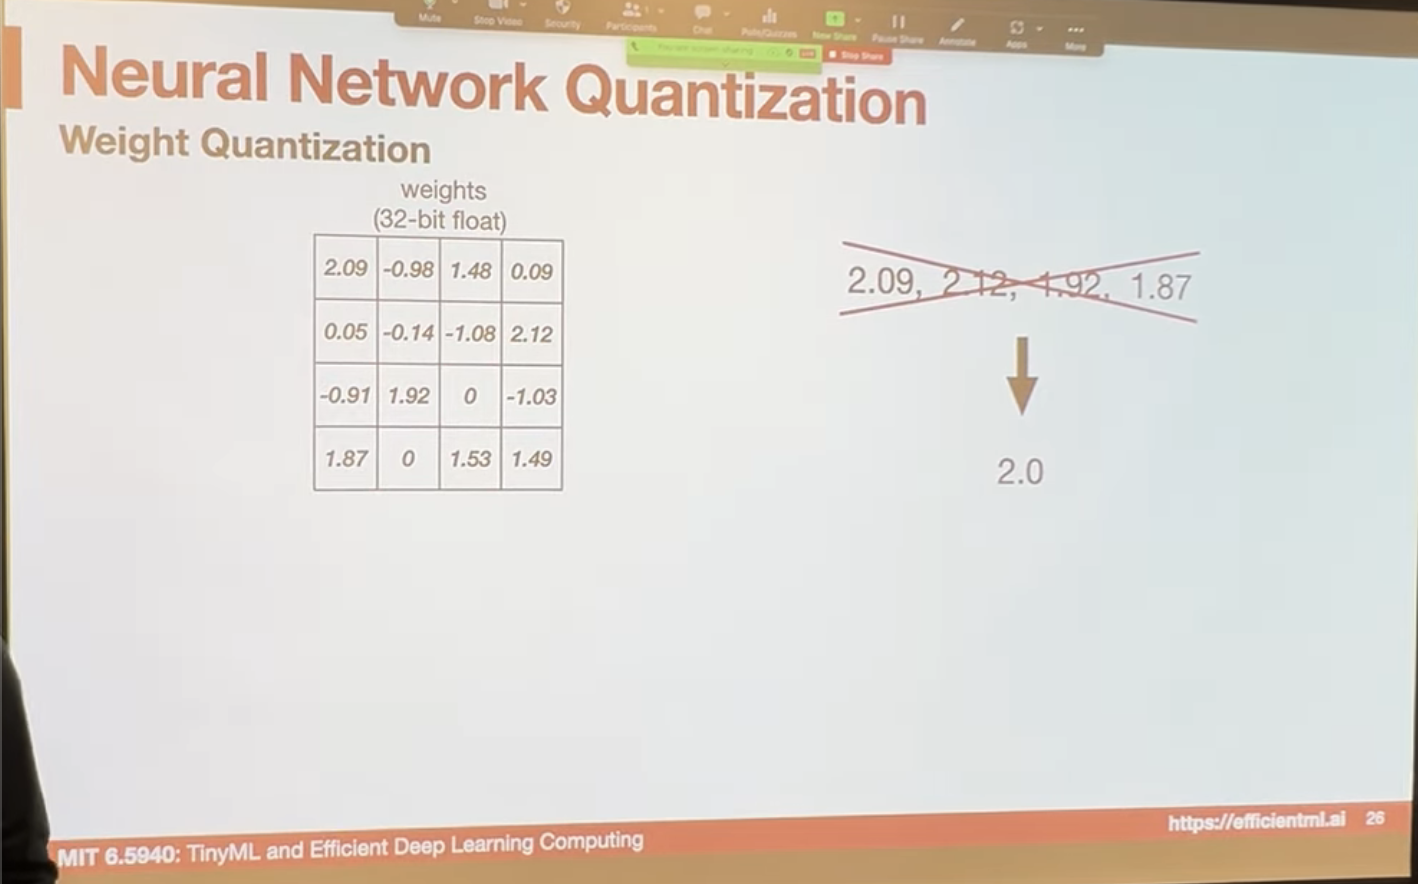 Mute Stop Video Security Participants Chat Polls/Quizzes New Share Pause Share Annotate Apps More
Stop Share
Neural Network Quantization
Weight Quantization
weights
(32-bit float)
2.09 -0.98 1.48 0.09
0.05 -0.14 -1.08 2.12
-0.91 1.92 0 -1.03
1.87 0 1.53 1.49
2.09, 2.12, 1.92, 1.87
2.0
MIT 6.5940: TinyML and Efficient Deep Learning Computing
https://efficientml.ai 26